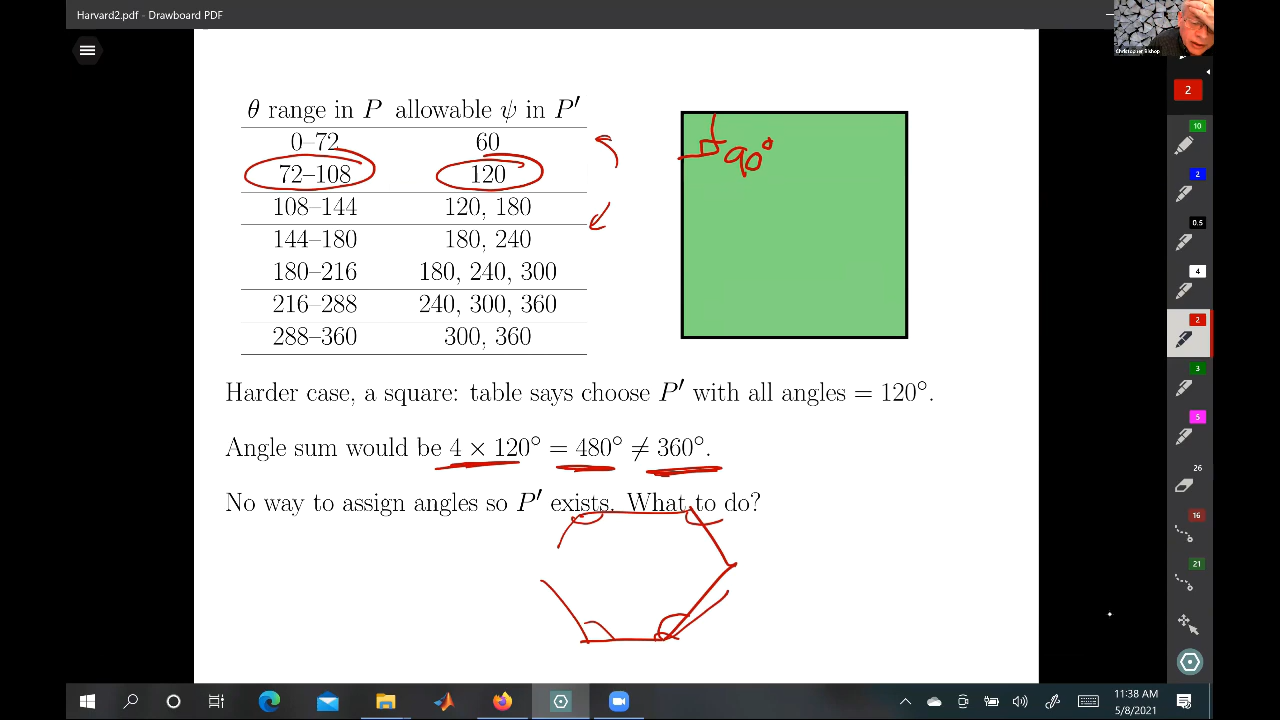 Harvard2.pdf - Drawboard PDF
Christopher Bishop
θ range in P allowable ψ in P′
0–72 60
72–108 120
108–144 120, 180
144–180 180, 240
180–216 180, 240, 300
216–288 240, 300, 360
288–360 300, 360
90°
Harder case, a square: table says choose P′ with all angles = 120°.
Angle sum would be 4 × 120° = 480° ≠ 360°.
No way to assign angles so P′ exists. What to do?
2
10
2
0.5
4
2
3
5
26
16
21
11:38 AM
5/8/2021